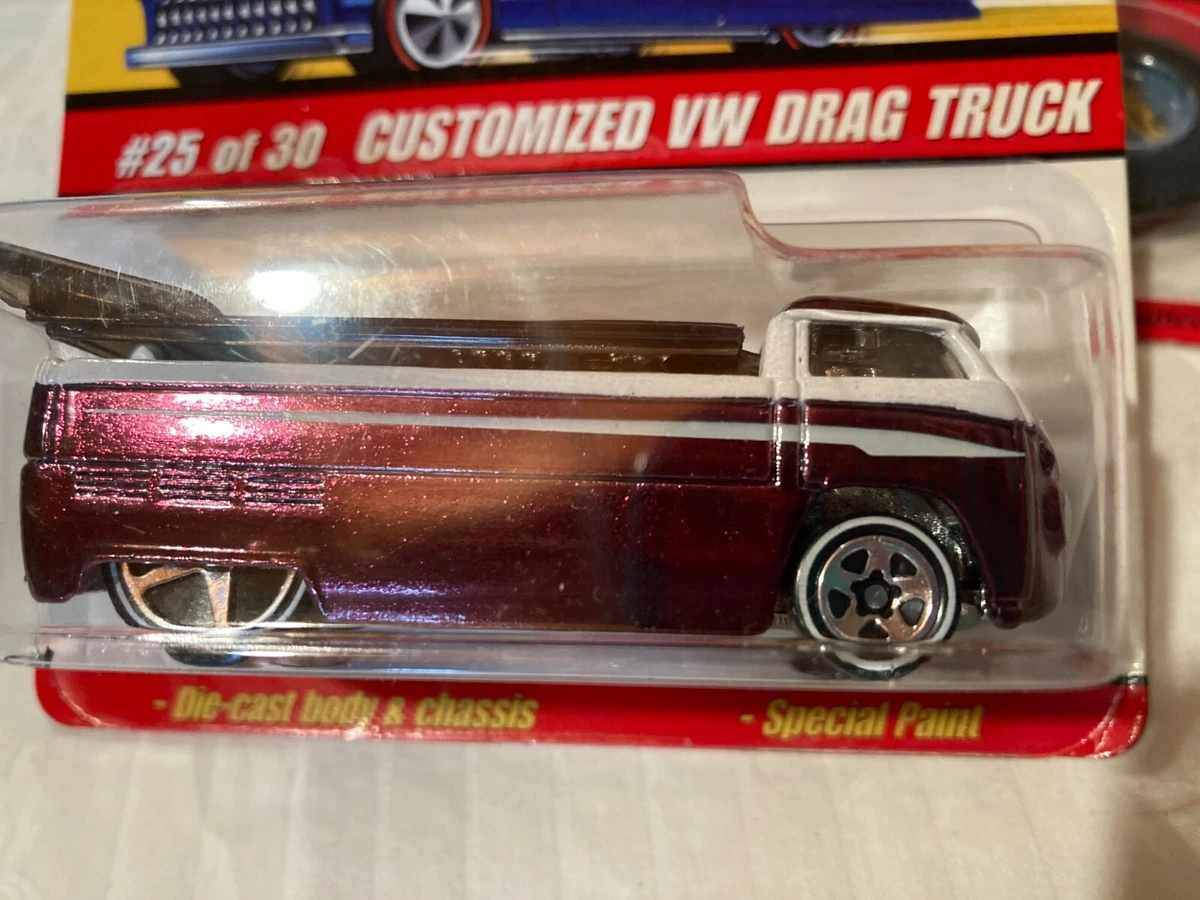 #25 of 30 CUSTOMIZED VW DRAG TRUCK
- Die-cast body & chassis - Special Paint